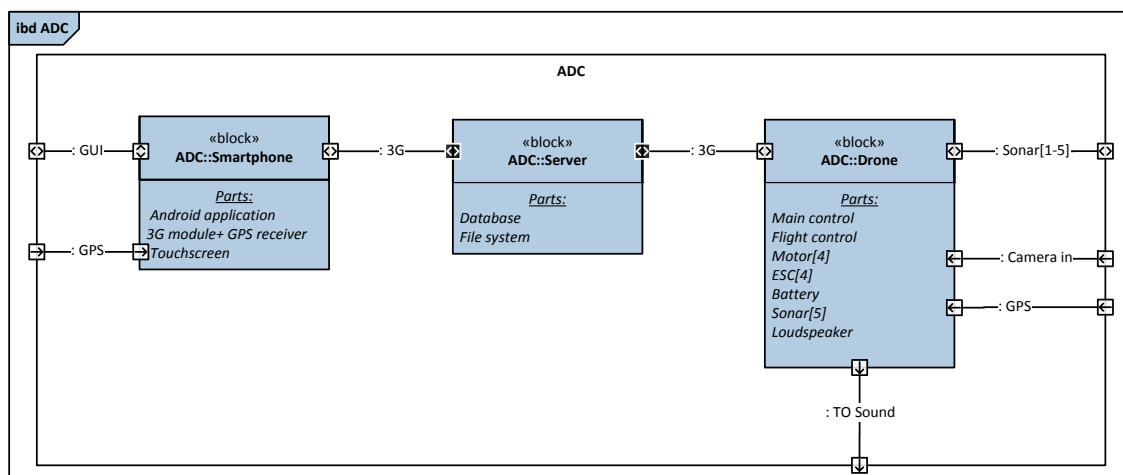 ibd ADC
ADC
: GUI
: GPS
«block»
ADC::Smartphone
Parts:
Android application
3G module+ GPS receiver
Touchscreen
: 3G
«block»
ADC::Server
Parts:
Database
File system
: 3G
«block»
ADC::Drone
Parts:
Main control
Flight control
Motor[4]
ESC[4]
Battery
Sonar[5]
Loudspeaker
: Sonar[1-5]
: Camera in
: GPS
: TO Sound